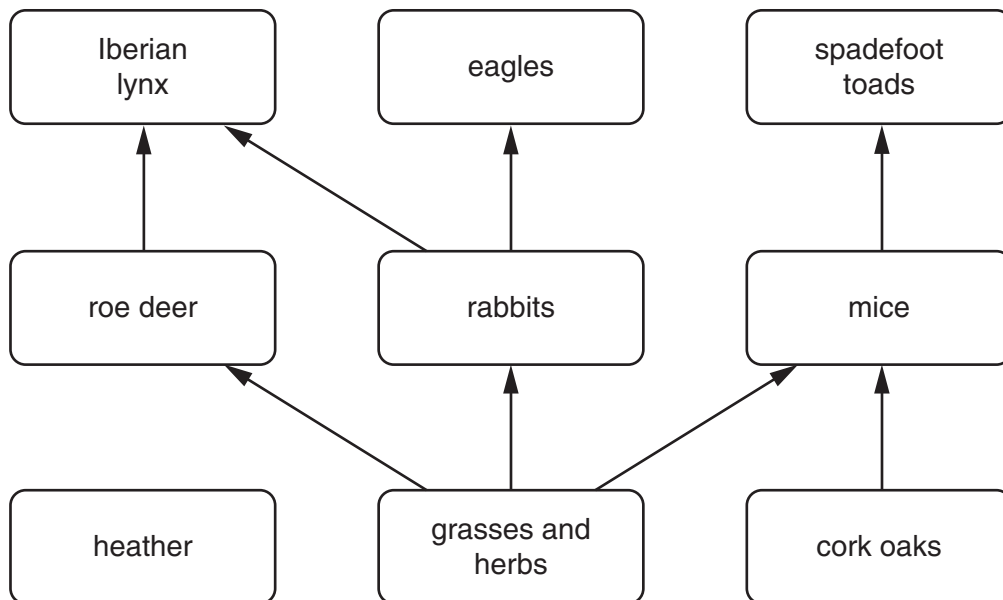 Iberian
lynx
eagles
spadefoot
toads
roe deer
rabbits
mice
heather
grasses and
herbs
cork oaks